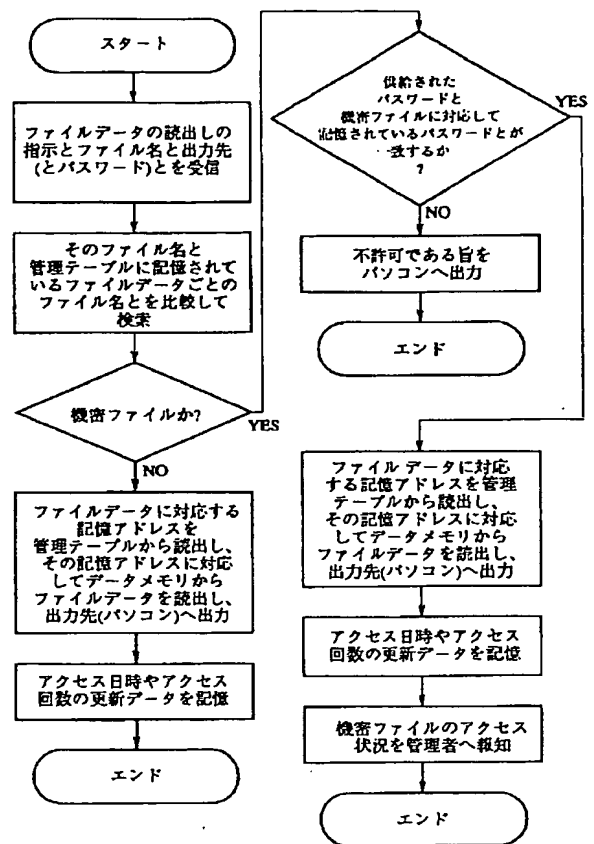 スタート
ファイルデータの読出しの
指示とファイル名と出力先
(とパスワード)とを受信
そのファイル名と
管理テーブルに記憶されて
いるファイルデータごとの
ファイル名とを比較して
検索
機密ファイルか?
YES
NO
ファイルデータに対応する
記憶アドレスを
管理テーブルから読出し、
その記憶アドレスに対応
してデータメモリから
ファイルデータを読出し、
出力先(パソコン)へ出力
アクセス日時やアクセス
回数の更新データを記憶
エンド
供給された
パスワードと
機密ファイルに対応して
記憶されているパスワードとが
一致するか
?
YES
NO
不許可である旨を
パソコンへ出力
エンド
ファイル データに対応
する記憶アドレスを管理
テーブルから読出し、
その記憶アドレスに対応
してデータメモリから
ファイルデータを読出し、
出力先(パソコン)へ出力
アクセス日時やアクセス
回数の更新データを記憶
機密ファイルのアクセス
状況を管理者へ報知
エンド